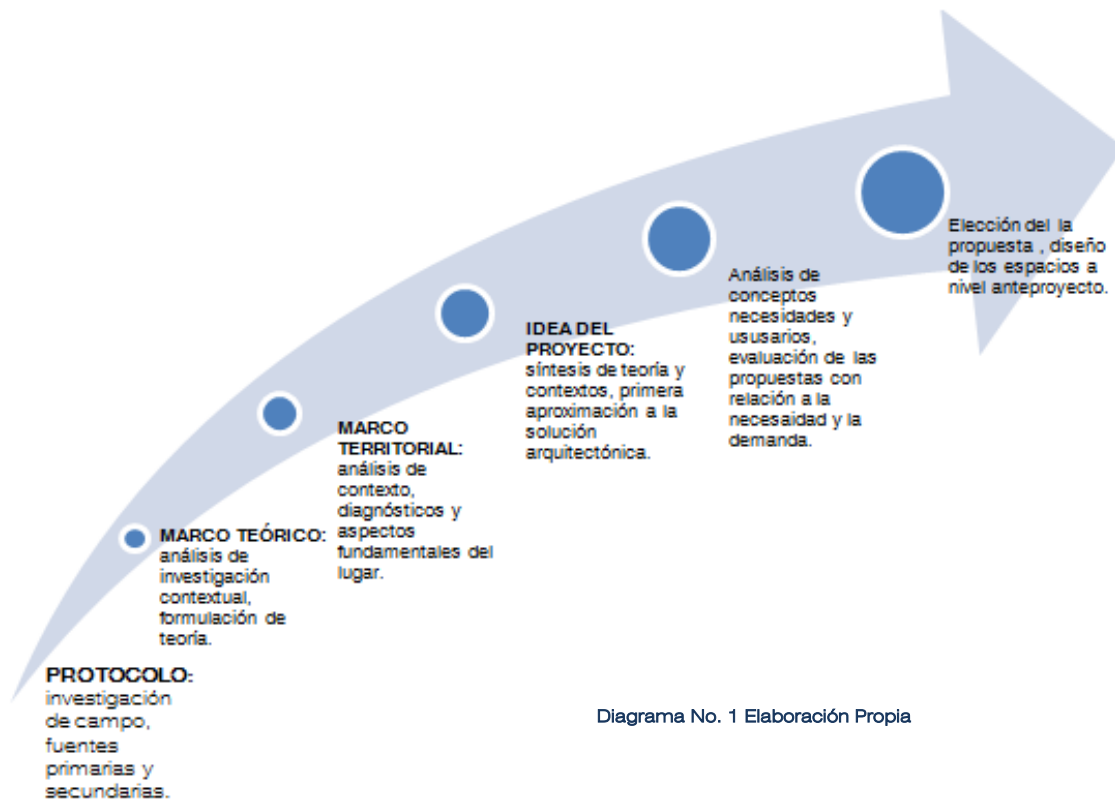 PROTOCOLO:
investigación
de campo,
fuentes
primarias y
secundarias.
MARCO TEÓRICO:
análisis de
investigación
contextual,
formulación de
teoría.
MARCO
TERRITORIAL:
análisis de
contexto,
diagnósticos y
aspectos
fundamentales del
lugar.
IDEA DEL
PROYECTO:
síntesis de teoría y
contextos, primera
aproximación a la
solución
arquitectónica.
Análisis de
conceptos
necesidades y
ususarios,
evaluación de las
propuestas con
relación a la
necesaidad y la
demanda.
Elección del la
propuesta , diseño
de los espacios a
nivel anteproyecto.
Diagrama No. 1 Elaboración Propia